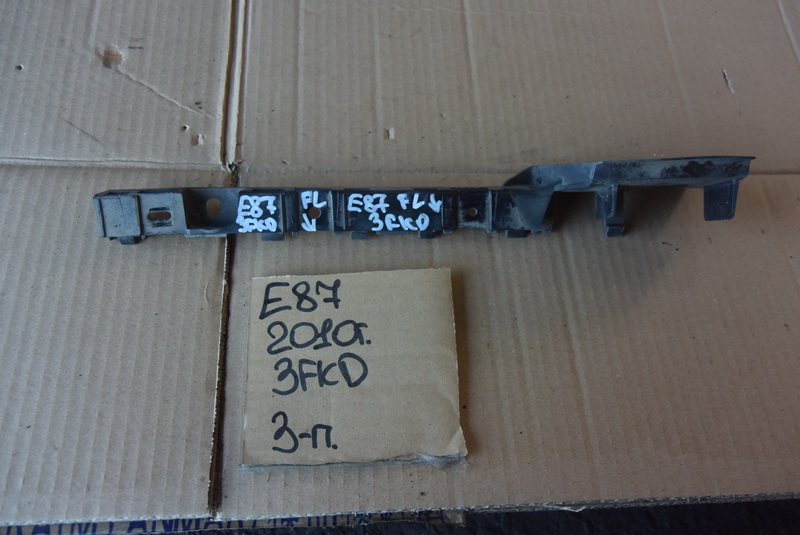 E87
3FKD
FL
↓
E87 FL↓
3FKD
E87
2010г.
3FKD
3-п.